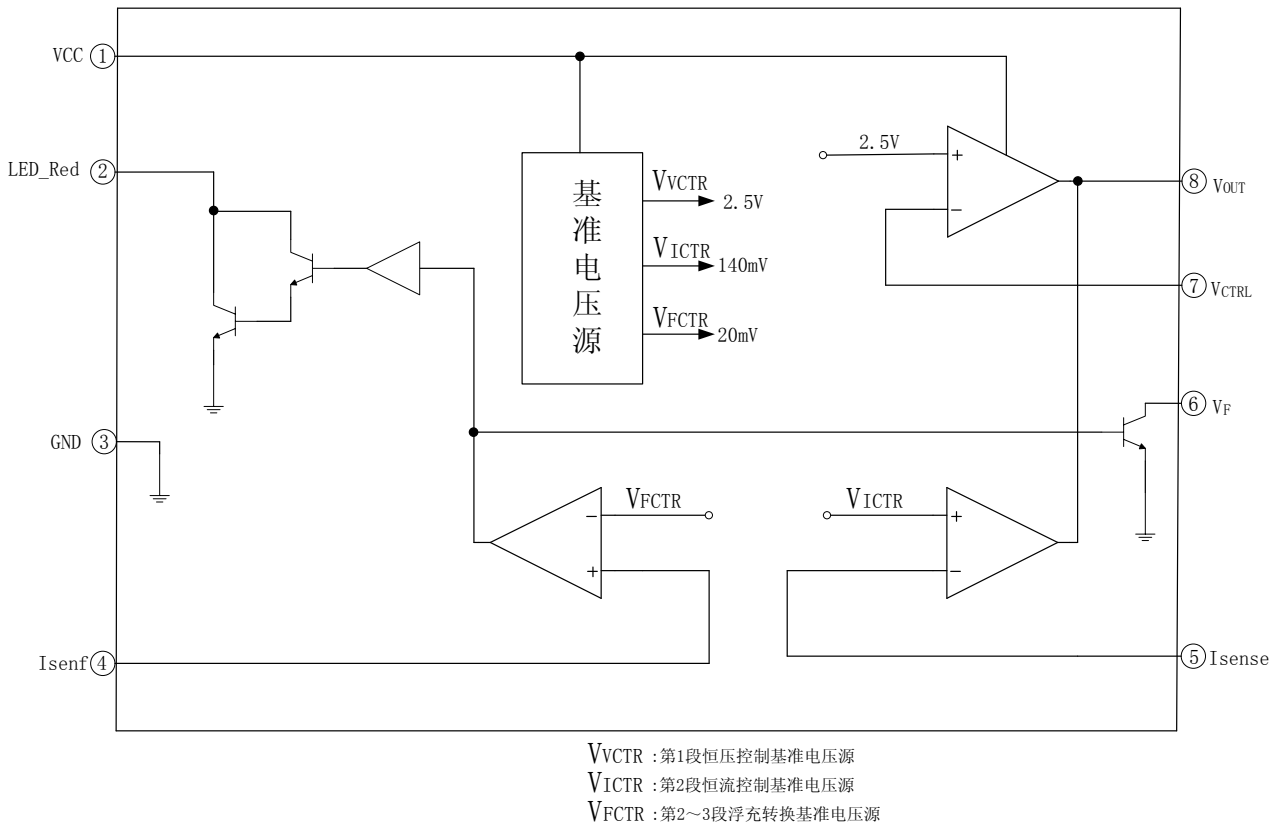 VCC ①
LED_Red ②
GND ③
Isenf ④
基准电压源
VVCTR
2.5V
VICTR
140mV
VFCTR
20mV
2.5V
+
−
⑧ VOUT
⑦ VCTRL
⑥ VF
VFCTR
−
+
VICTR
+
−
⑤ Isense
VVCTR :第1段恒压控制基准电压源
VICTR :第2段恒流控制基准电压源
VFCTR :第2～3段浮充转换基准电压源